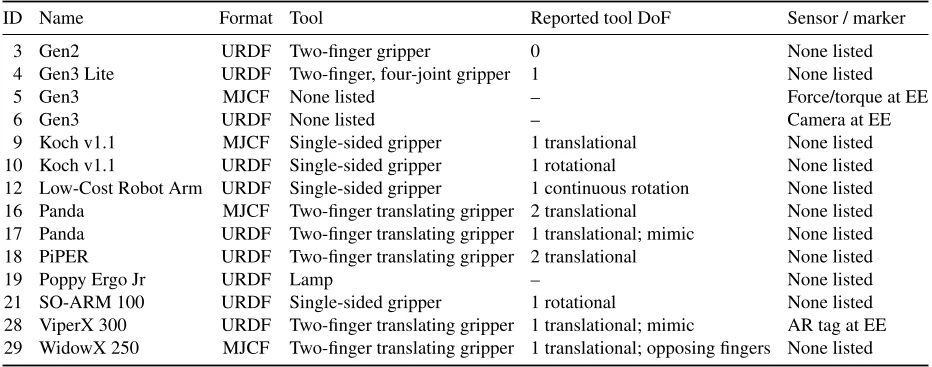 ID Name Format Tool Reported tool DoF Sensor / marker
3 Gen2 URDF Two-finger gripper 0 None listed
4 Gen3 Lite URDF Two-finger, four-joint gripper 1 None listed
5 Gen3 MJCF None listed – Force/torque at EE
6 Gen3 URDF None listed – Camera at EE
9 Koch v1.1 MJCF Single-sided gripper 1 translational None listed
10 Koch v1.1 URDF Single-sided gripper 1 rotational None listed
12 Low-Cost Robot Arm URDF Single-sided gripper 1 continuous rotation None listed
16 Panda MJCF Two-finger translating gripper 2 translational None listed
17 Panda URDF Two-finger translating gripper 1 translational; mimic None listed
18 PiPER URDF Two-finger translating gripper 2 translational None listed
19 Poppy Ergo Jr URDF Lamp – None listed
21 SO-ARM 100 URDF Single-sided gripper 1 rotational None listed
28 ViperX 300 URDF Two-finger translating gripper 1 translational; mimic AR tag at EE
29 WidowX 250 MJCF Two-finger translating gripper 1 translational; opposing fingers None listed